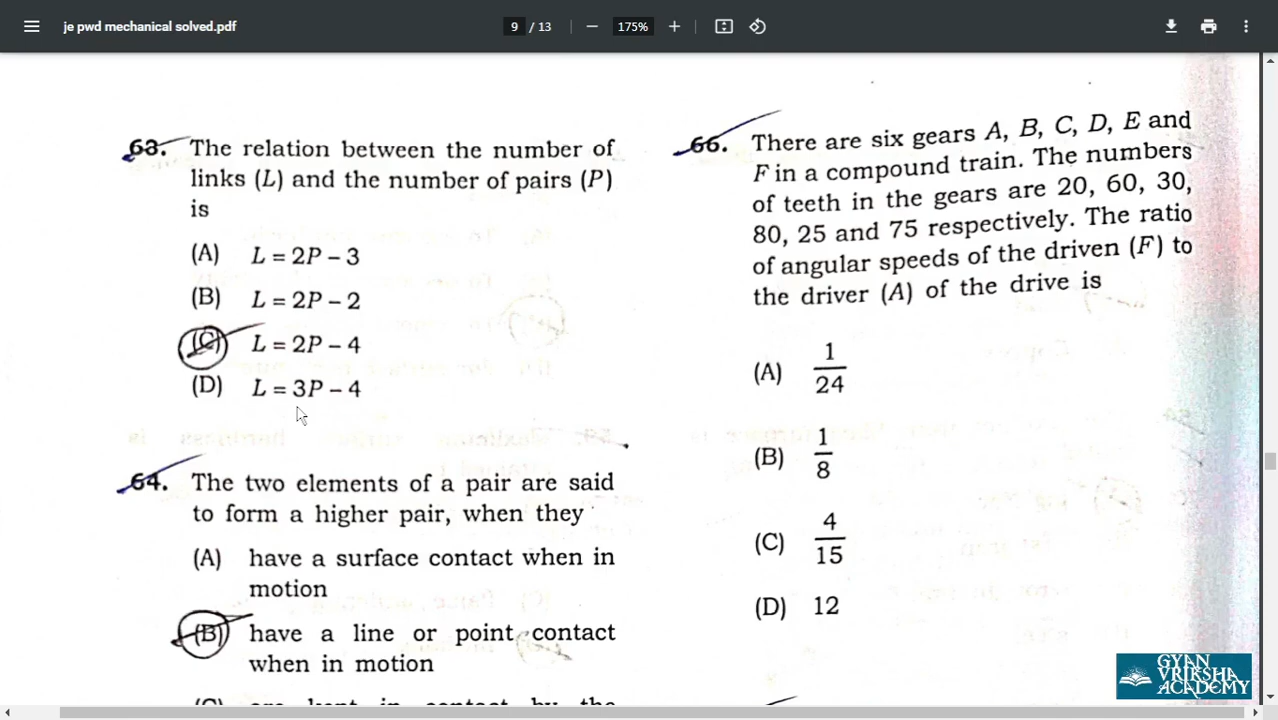 je pwd mechanical solved.pdf
9 / 13
175%
63. The relation between the number of
links (L) and the number of pairs (P)
is
(A) L = 2P – 3
(B) L = 2P – 2
(C) L = 2P – 4
(D) L = 3P – 4
64. The two elements of a pair are said
to form a higher pair, when they
(A) have a surface contact when in
motion
(B) have a line or point contact
when in motion
66. There are six gears A, B, C, D, E and
F in a compound train. The numbers
of teeth in the gears are 20, 60, 30,
80, 25 and 75 respectively. The ratio
of angular speeds of the driven (F) to
the driver (A) of the drive is
(A) 1/24
(B) 1/8
(C) 4/15
(D) 12
GYAN
VRIKSHA
ACADEMY